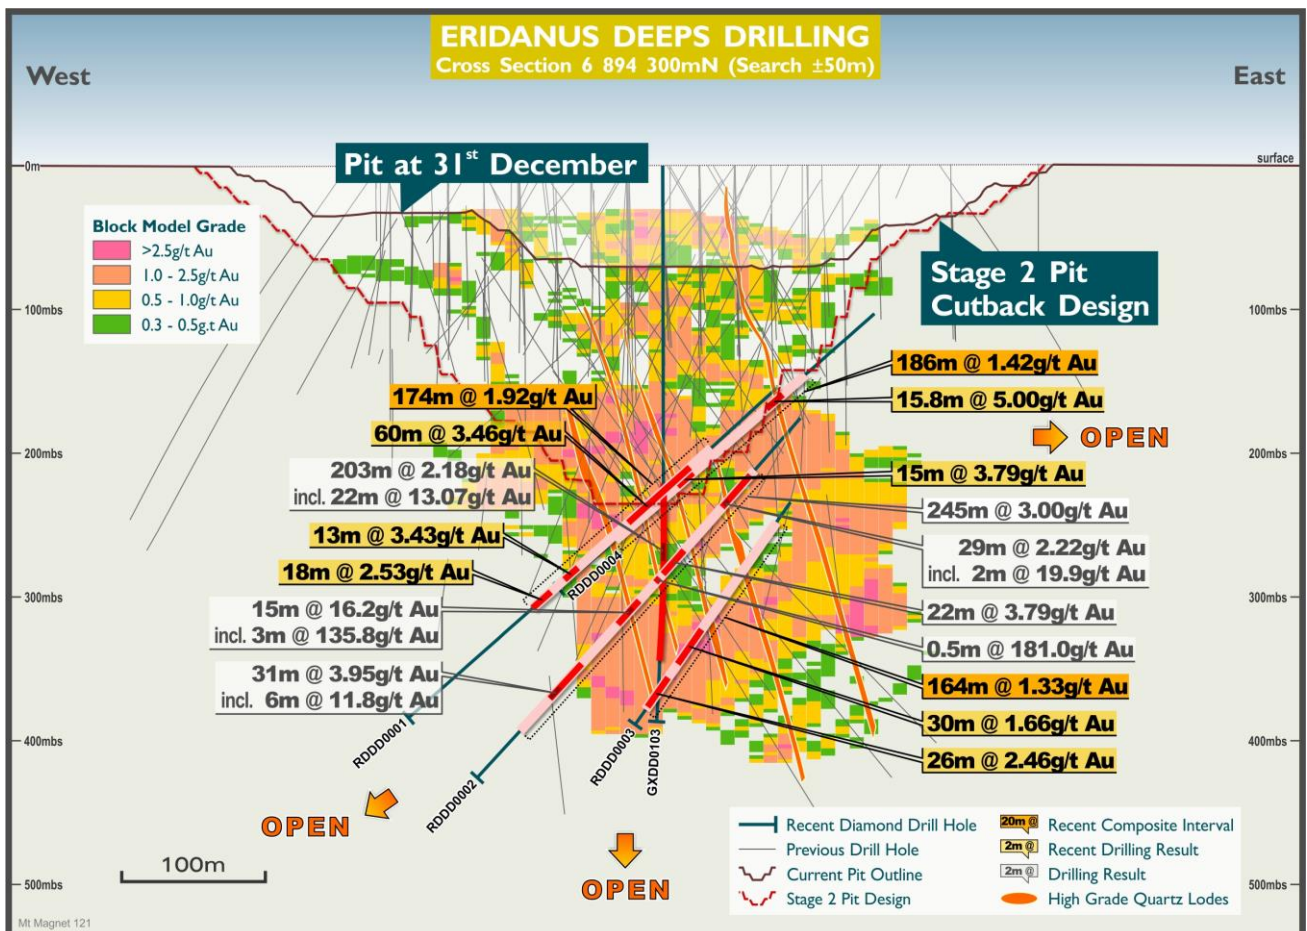 ERIDANUS DEEPS DRILLING
Cross Section 6 894 300mN (Search ±50m)
West
East
0m
surface
Pit at 31st December
Block Model Grade
>2.5g/t Au
1.0 - 2.5g/t Au
0.5 - 1.0g/t Au
0.3 - 0.5g.t Au
Stage 2 Pit
Cutback Design
100mbs
100mbs
186m @ 1.42g/t Au
174m @ 1.92g/t Au
15.8m @ 5.00g/t Au
60m @ 3.46g/t Au
OPEN
200mbs
200mbs
203m @ 2.18g/t Au
incl. 22m @ 13.07g/t Au
15m @ 3.79g/t Au
245m @ 3.00g/t Au
13m @ 3.43g/t Au
29m @ 2.22g/t Au
incl. 2m @ 19.9g/t Au
18m @ 2.53g/t Au
RDDD0004
300mbs
300mbs
15m @ 16.2g/t Au
incl. 3m @ 135.8g/t Au
22m @ 3.79g/t Au
0.5m @ 181.0g/t Au
31m @ 3.95g/t Au
incl. 6m @ 11.8g/t Au
164m @ 1.33g/t Au
30m @ 1.66g/t Au
26m @ 2.46g/t Au
400mbs
400mbs
RDDD0001
RDDD0002
RDDD0003
GXDD0103
OPEN
OPEN
100m
500mbs
500mbs
Recent Diamond Drill Hole
Previous Drill Hole
Current Pit Outline
Stage 2 Pit Design
20m @ Recent Composite Interval
2m @ Recent Drilling Result
2m @ Drilling Result
High Grade Quartz Lodes
Mt Magnet 121